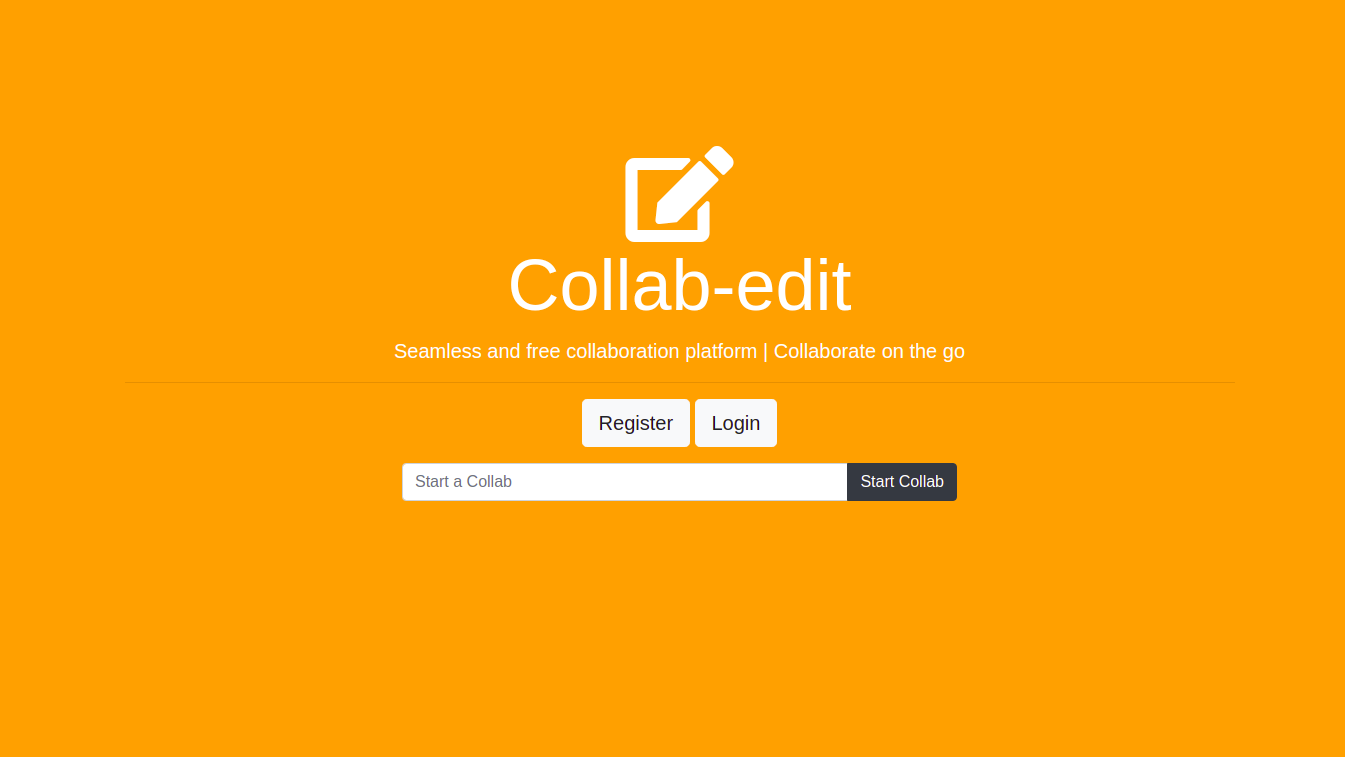 Collab-edit
Seamless and free collaboration platform | Collaborate on the go
Register Login
Start a Collab Start Collab